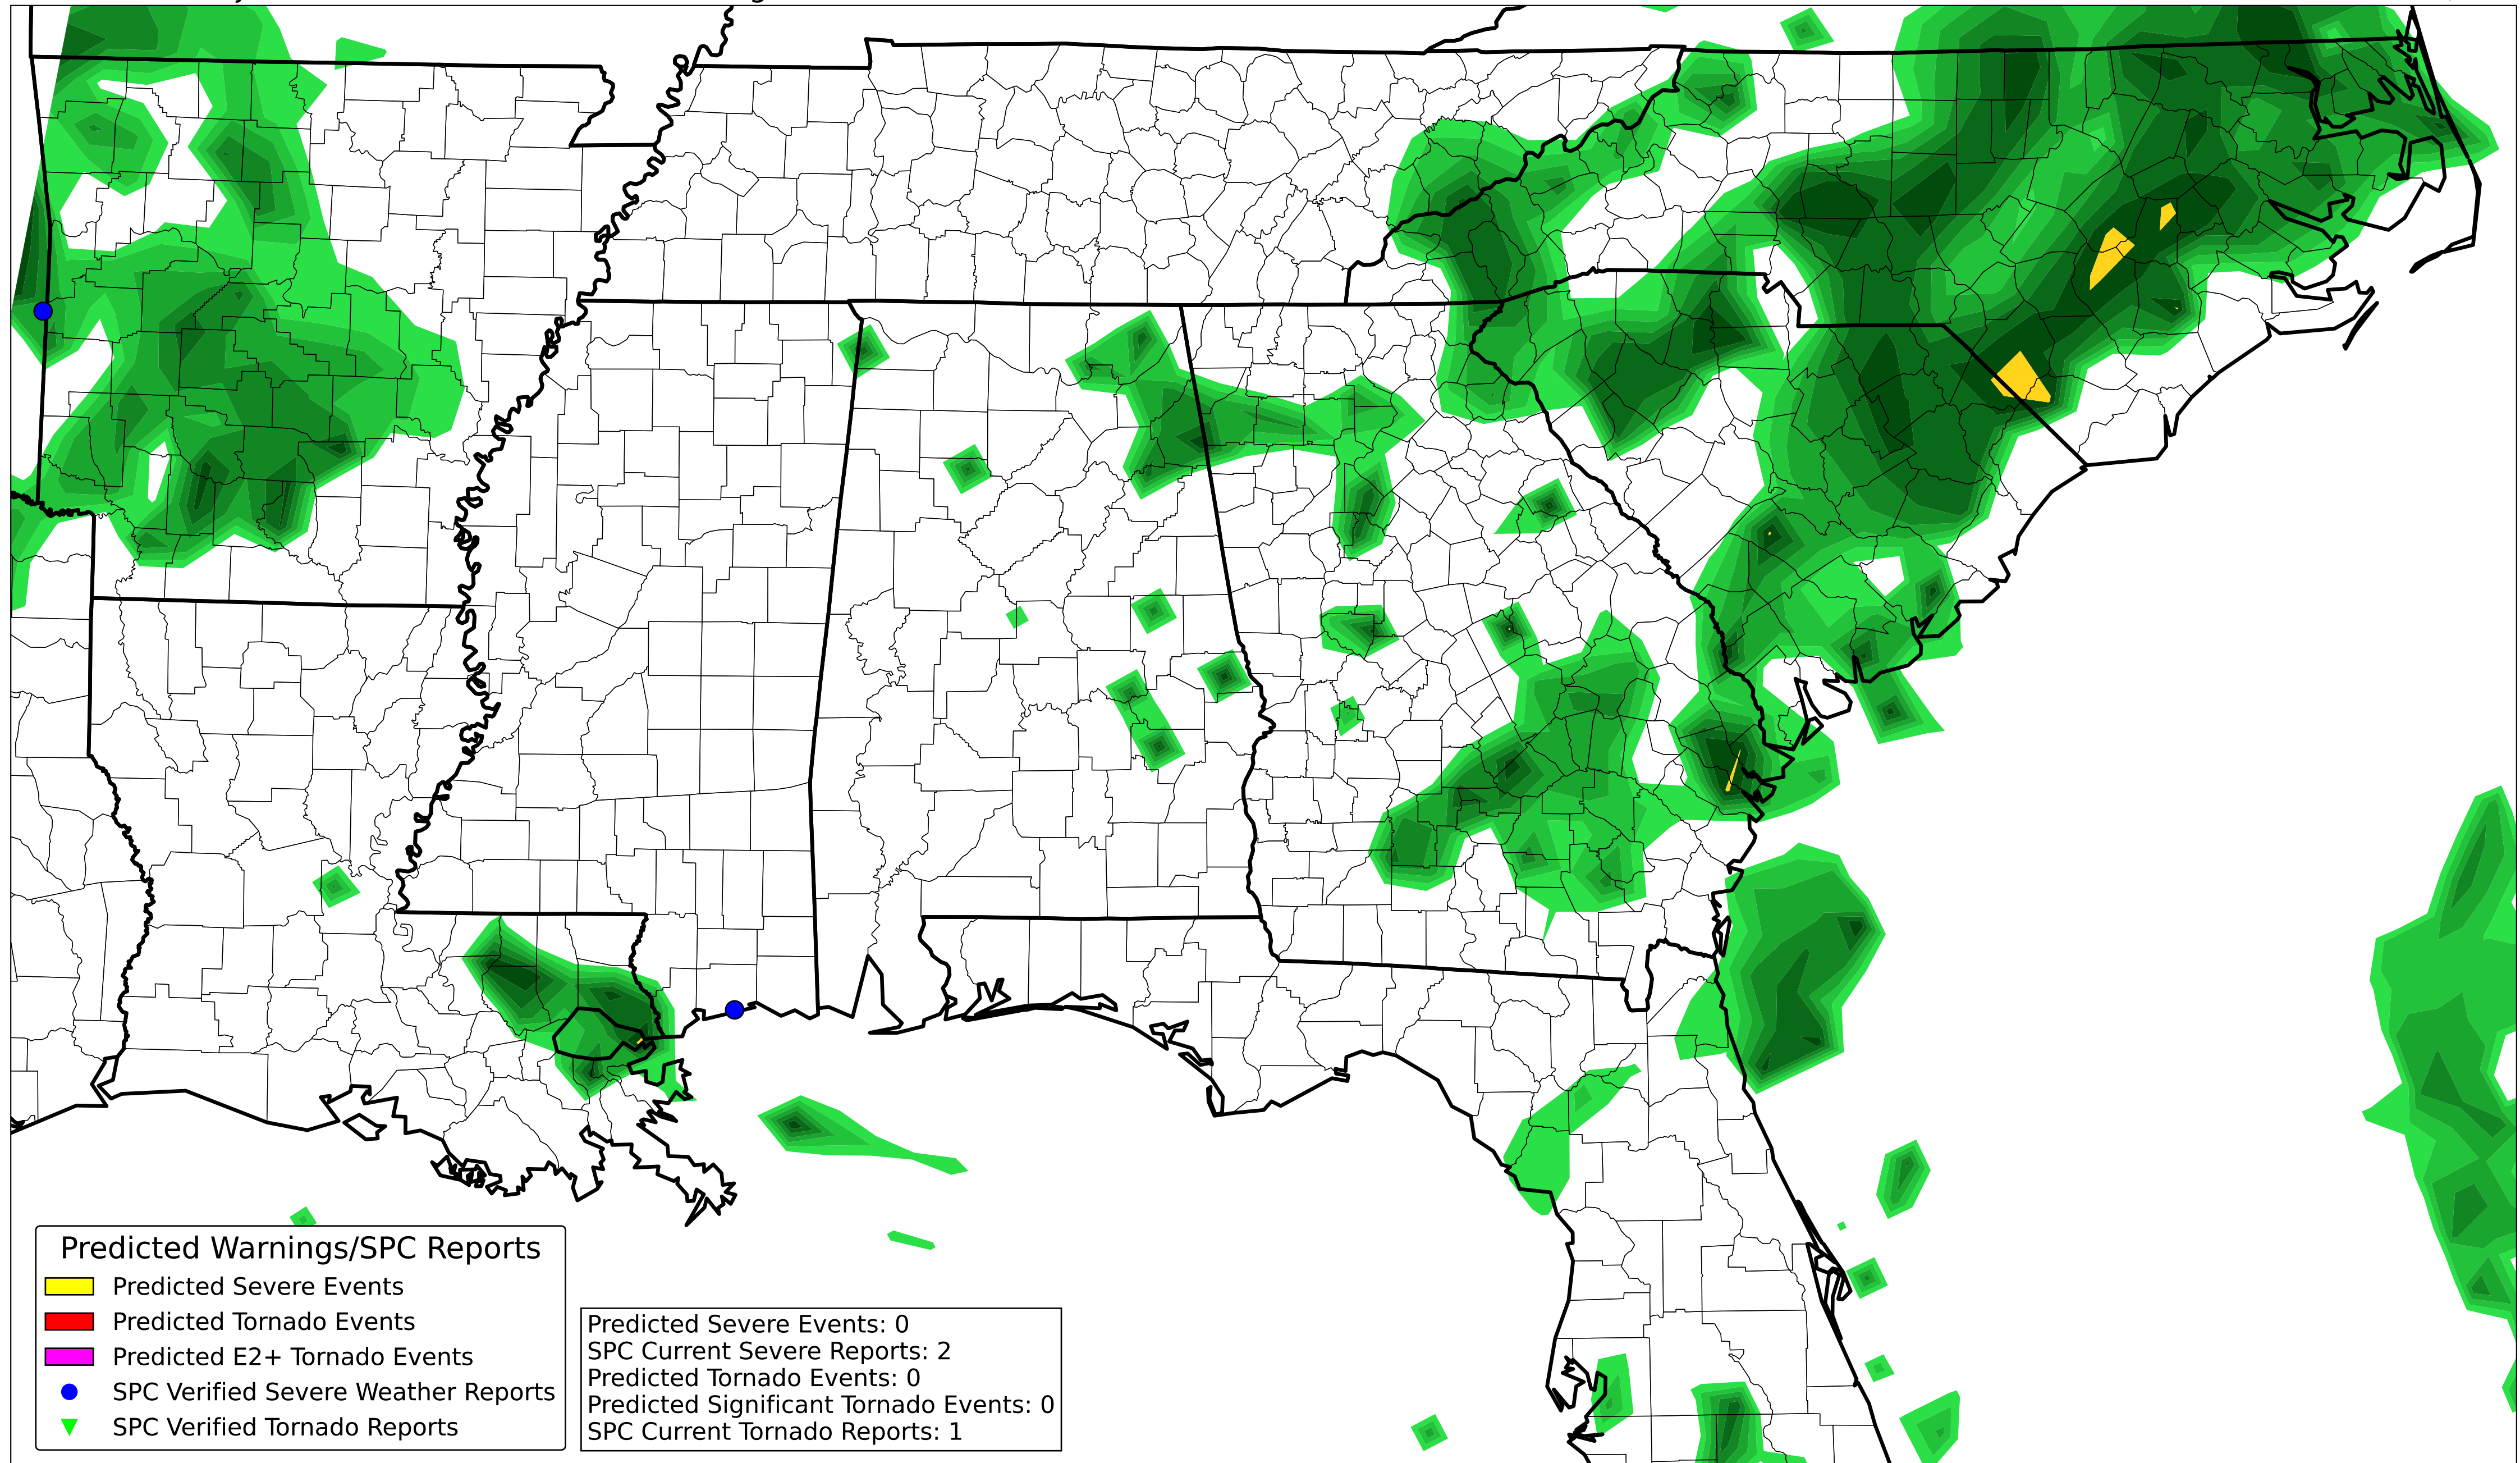 Predicted Warnings/SPC Reports
Predicted Severe Events
Predicted Tornado Events
Predicted E2+ Tornado Events
SPC Verified Severe Weather Reports
SPC Verified Tornado Reports
Predicted Severe Events: 0
SPC Current Severe Reports: 2
Predicted Tornado Events: 0
Predicted Significant Tornado Events: 0
SPC Current Tornado Reports: 1